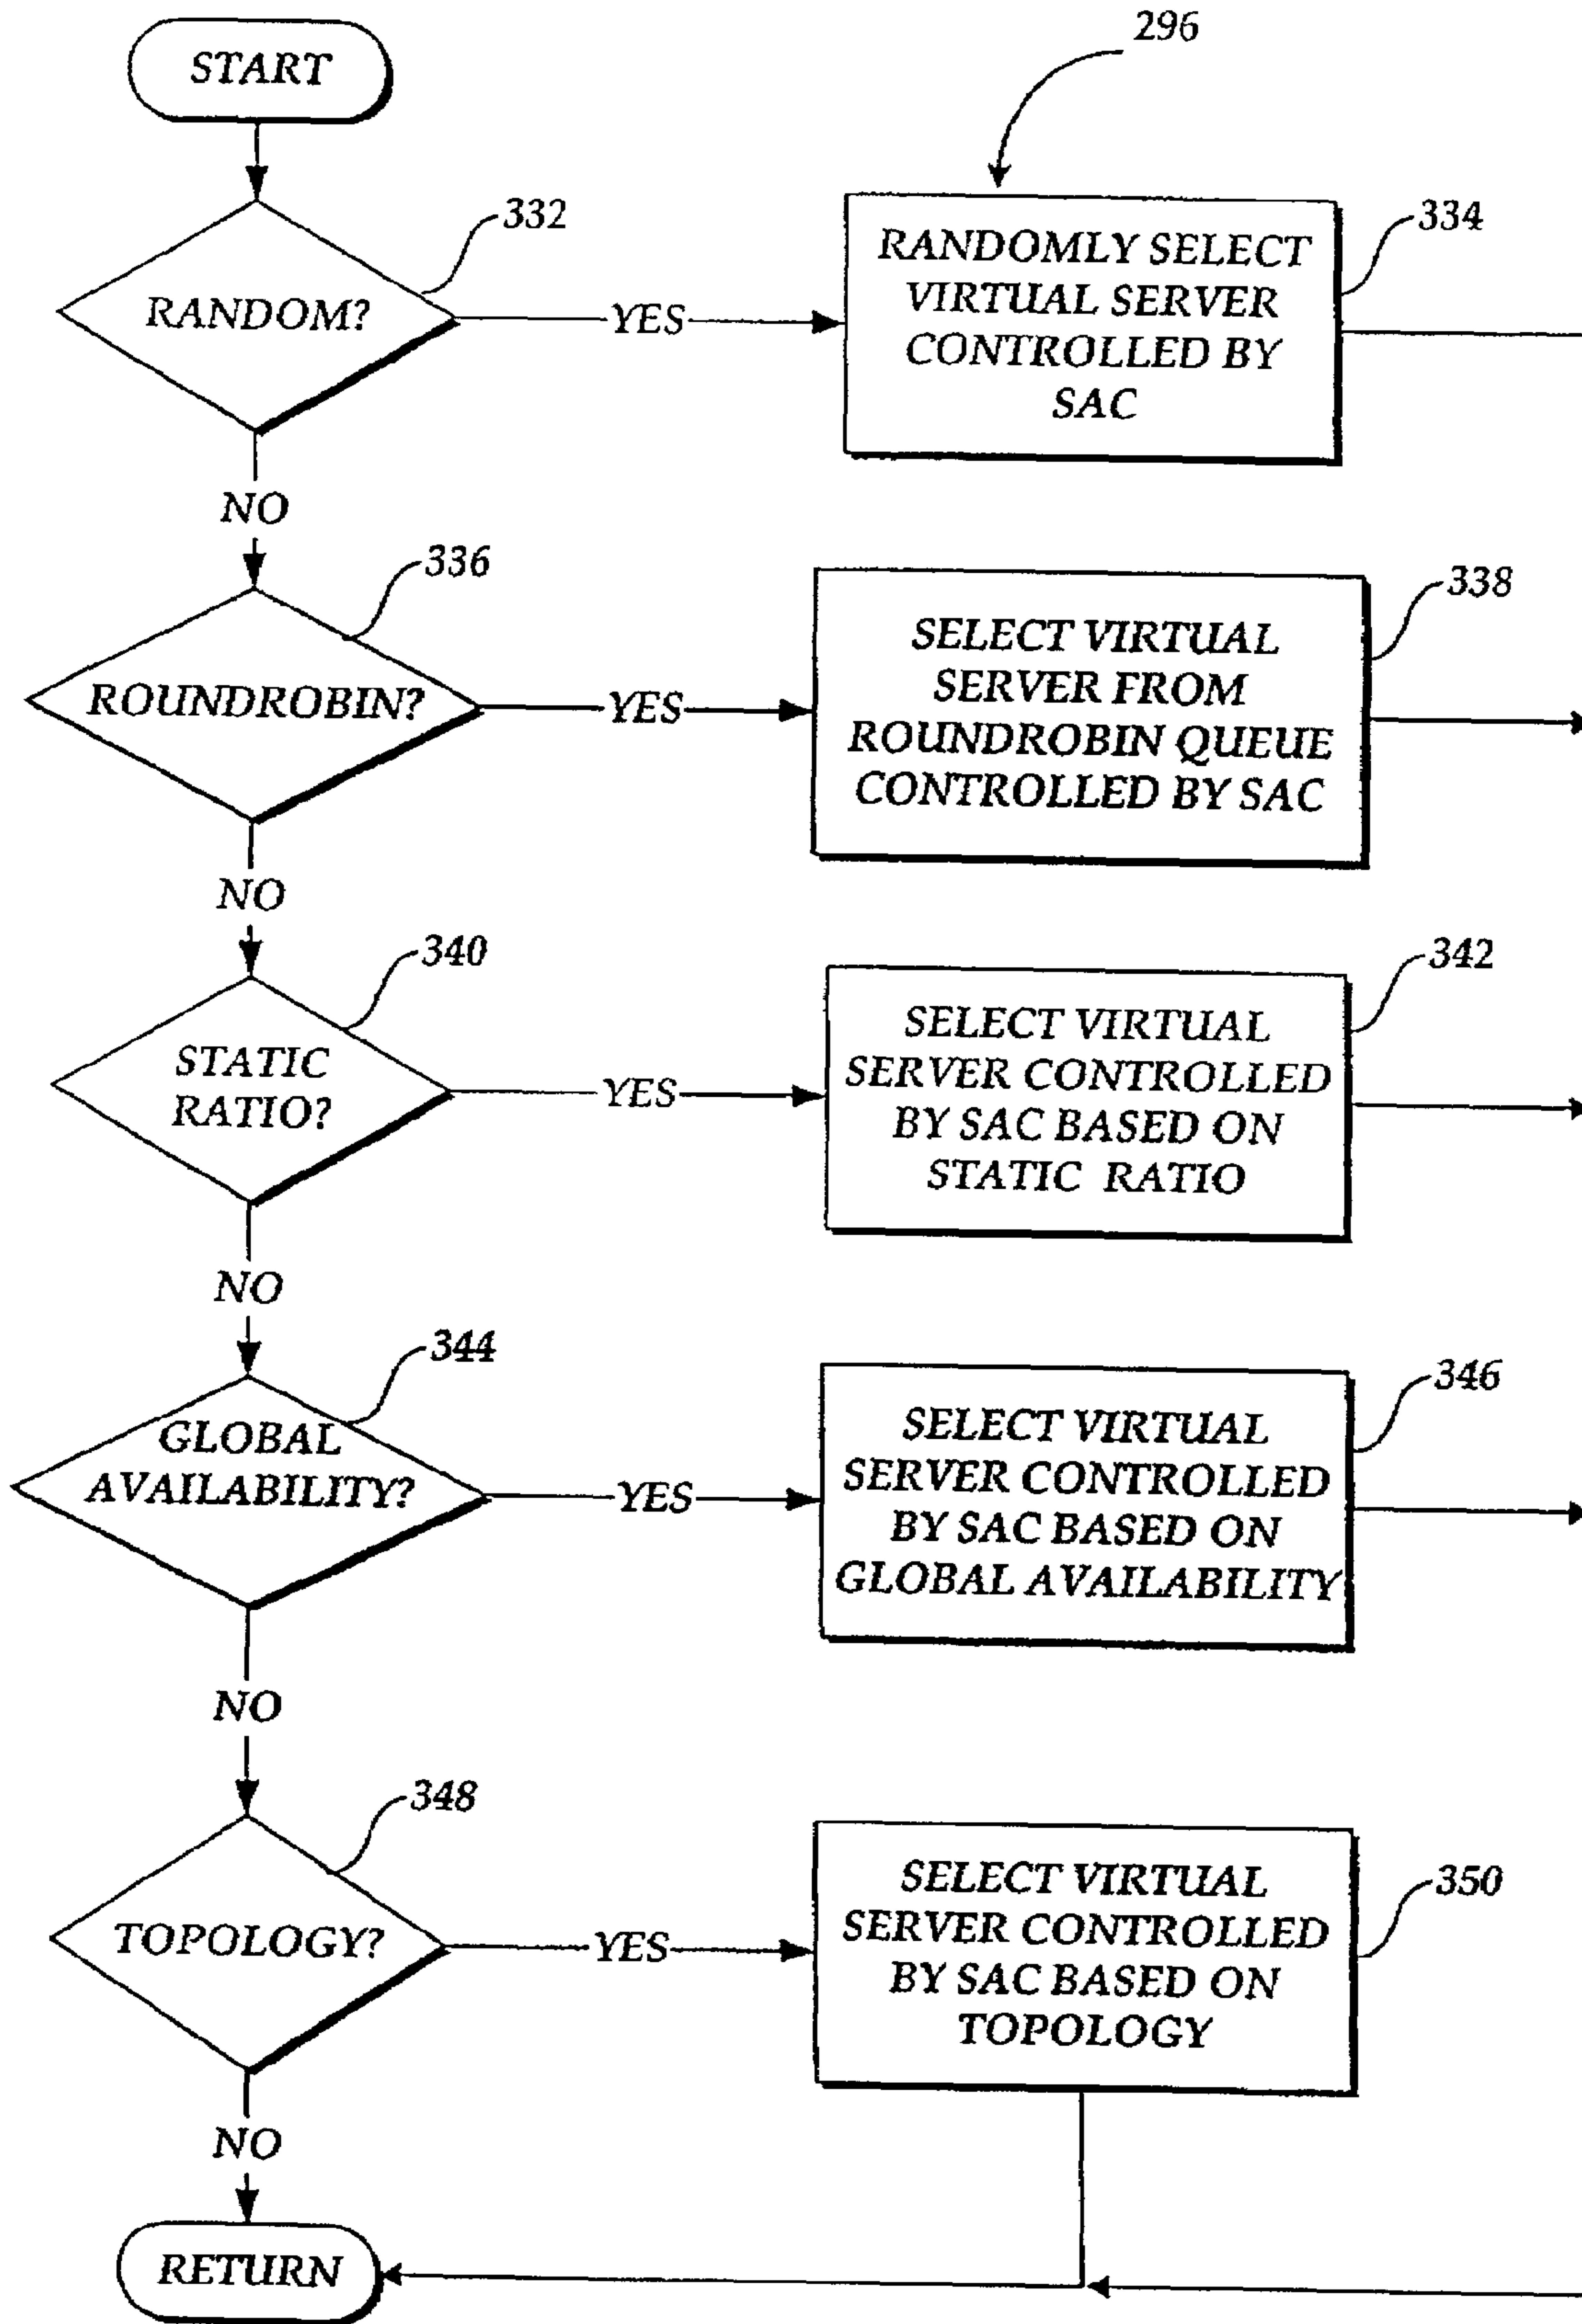 START
296
332
RANDOM?
YES
RANDOMLY SELECT
VIRTUAL SERVER
CONTROLLED BY
SAC
334
NO
336
ROUNDROBIN?
YES
SELECT VIRTUAL
SERVER FROM
ROUNDROBIN QUEUE
CONTROLLED BY SAC
338
NO
340
STATIC
RATIO?
YES
SELECT VIRTUAL
SERVER CONTROLLED
BY SAC BASED ON
STATIC RATIO
342
NO
344
GLOBAL
AVAILABILITY?
YES
SELECT VIRTUAL
SERVER CONTROLLED
BY SAC BASED ON
GLOBAL AVAILABILITY
346
NO
348
TOPOLOGY?
YES
SELECT VIRTUAL
SERVER CONTROLLED
BY SAC BASED ON
TOPOLOGY
350
NO
RETURN